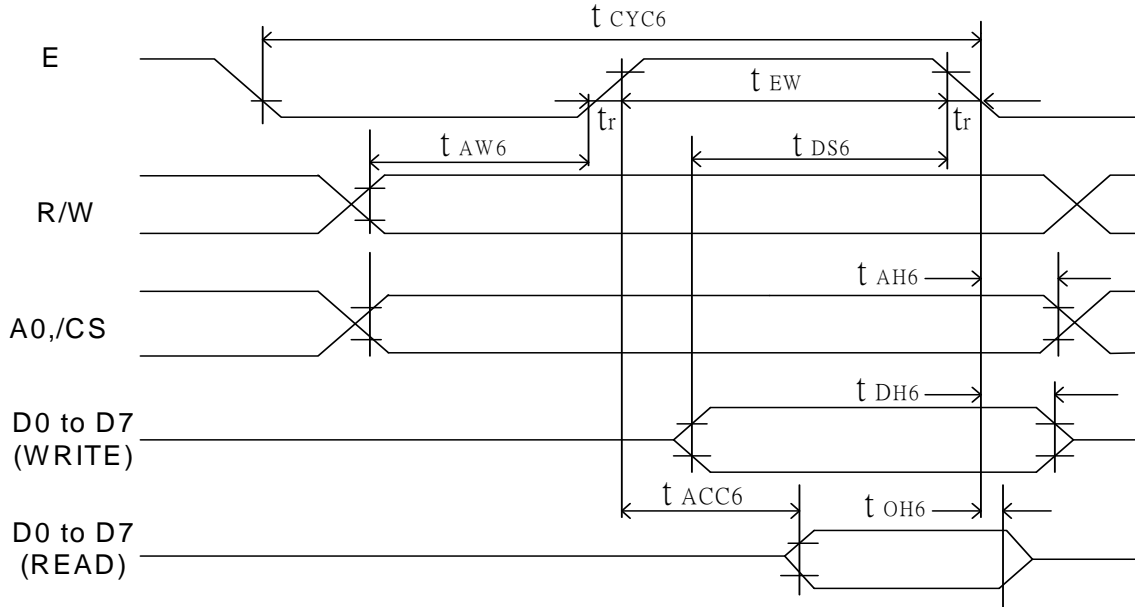 t CYC6
E
t EW
tr
tr
t AW6
t DS6
R/W
t AH6
A0,/CS
t DH6
D0 to D7
(WRITE)
t ACC6
t OH6
D0 to D7
(READ)